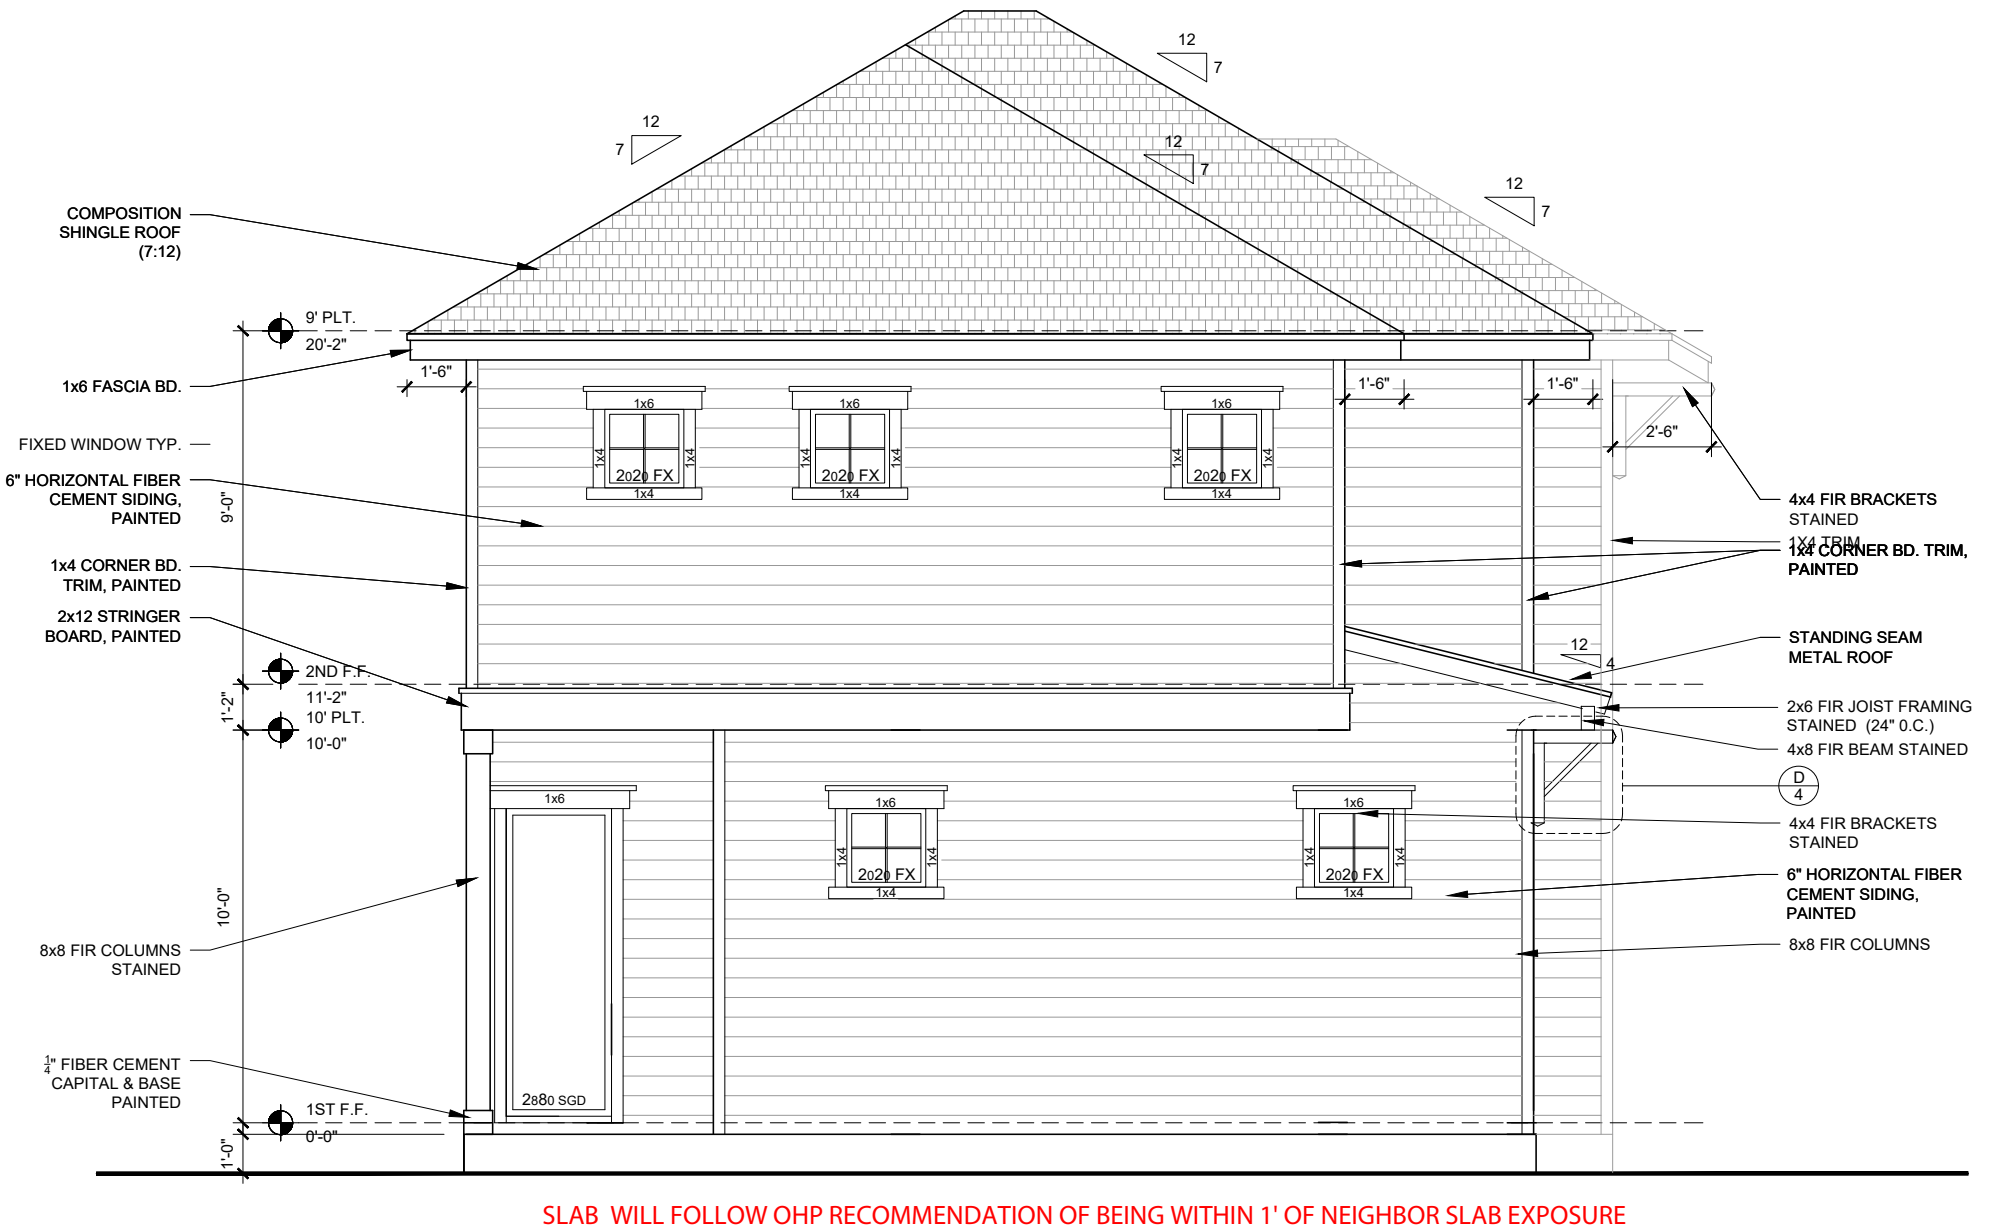 12
7
12
7
12
7
12
7
COMPOSITION
SHINGLE ROOF
(7:12)
9' PLT.
20'-2"
1x6 FASCIA BD.
1'-6"
1'-6"
1'-6"
2'-6"
FIXED WINDOW TYP.
6" HORIZONTAL FIBER
CEMENT SIDING,
PAINTED
9'-0"
1x6
1x4
1x4
2020 FX
1x4
1x6
1x4
1x4
2020 FX
1x4
1x6
1x4
1x4
2020 FX
1x4
4x4 FIR BRACKETS
STAINED
1X4 TRIM
1x4 CORNER BD. TRIM,
PAINTED
1x4 CORNER BD.
TRIM, PAINTED
2x12 STRINGER
BOARD, PAINTED
STANDING SEAM
METAL ROOF
12
4
2ND F.F.
11'-2"
1'-2"
10' PLT.
10'-0"
2x6 FIR JOIST FRAMING
STAINED (24" 0.C.)
4x8 FIR BEAM STAINED
D
4
1x6
1x6
1x4
1x4
2020 FX
1x4
1x6
1x4
1x4
2020 FX
1x4
4x4 FIR BRACKETS
STAINED
6" HORIZONTAL FIBER
CEMENT SIDING,
PAINTED
8x8 FIR COLUMNS
10'-0"
8x8 FIR COLUMNS
STAINED
1/4" FIBER CEMENT
CAPITAL & BASE
PAINTED
2880 SGD
1ST F.F.
0'-0"
1'-0"
SLAB WILL FOLLOW OHP RECOMMENDATION OF BEING WITHIN 1' OF NEIGHBOR SLAB EXPOSURE